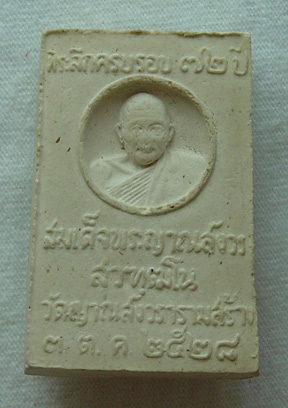 ที่ระลึกครบรอบ ๗๒ ปี
สมเด็จพระญาณสังวร
สุวฑฺฒโน
วัดญาณสังวรารามสร้าง
๓ ต.ค ๒๕๒๘